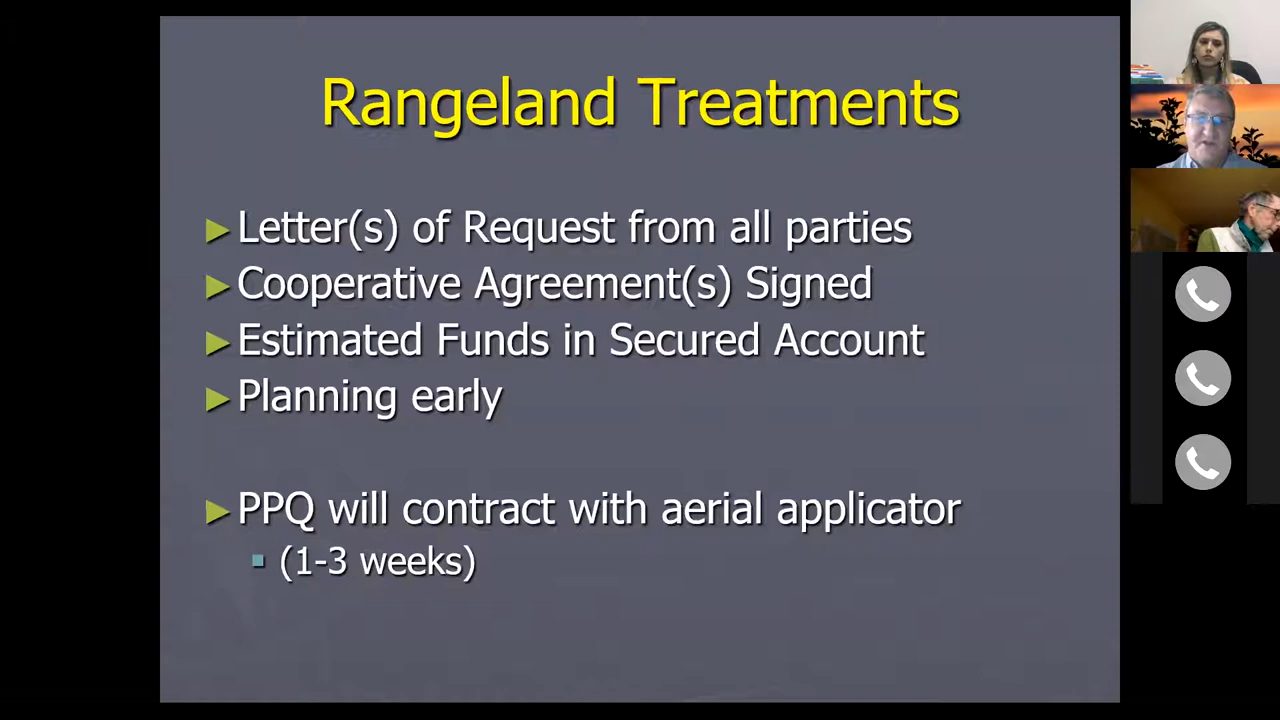 Rangeland Treatments
Letter(s) of Request from all parties
Cooperative Agreement(s) Signed
Estimated Funds in Secured Account
Planning early
PPQ will contract with aerial applicator
(1-3 weeks)